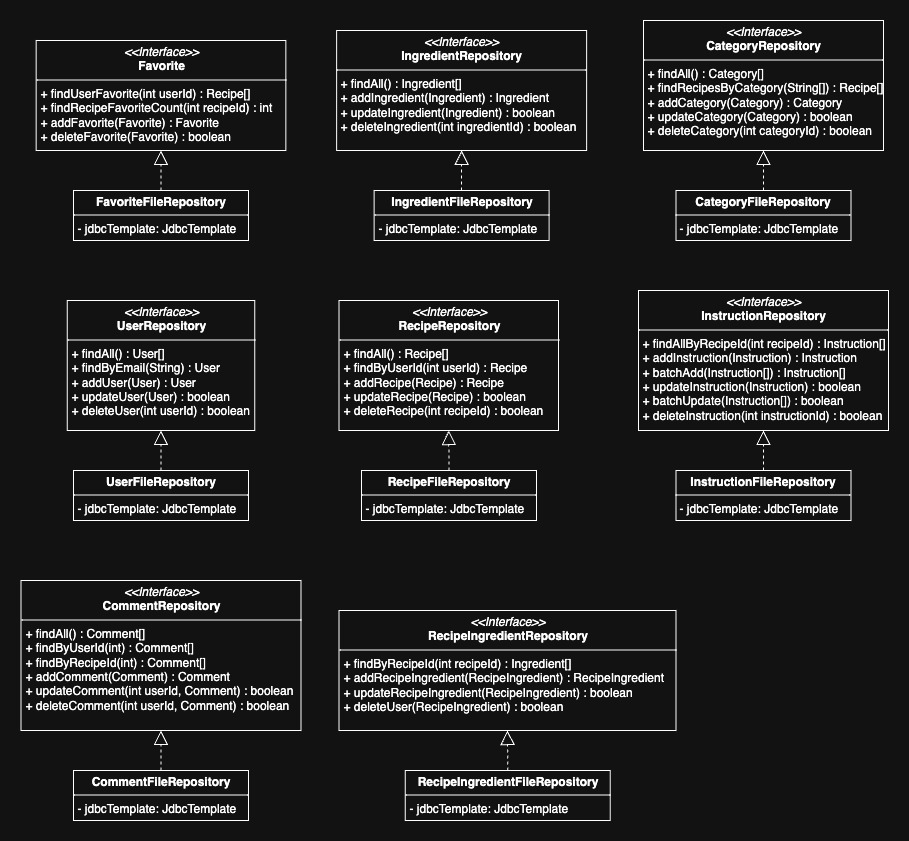 <<Interface>>
Favorite
+ findUserFavorite(int userId) : Recipe[]
+ findRecipeFavoriteCount(int recipeId) : int
+ addFavorite(Favorite) : Favorite
+ deleteFavorite(Favorite) : boolean
FavoriteFileRepository
- jdbcTemplate: JdbcTemplate
<<Interface>>
IngredientRepository
+ findAll() : Ingredient[]
+ addIngredient(Ingredient) : Ingredient
+ updateIngredient(Ingredient) : boolean
+ deleteIngredient(int ingredientId) : boolean
IngredientFileRepository
- jdbcTemplate: JdbcTemplate
<<Interface>>
CategoryRepository
+ findAll() : Category[]
+ findRecipesByCategory(String[]) : Recipe[]
+ addCategory(Category) : Category
+ updateCategory(Category) : boolean
+ deleteCategory(int categoryId) : boolean
CategoryFileRepository
- jdbcTemplate: JdbcTemplate
<<Interface>>
UserRepository
+ findAll() : User[]
+ findByEmail(String) : User
+ addUser(User) : User
+ updateUser(User) : boolean
+ deleteUser(int userId) : boolean
UserFileRepository
- jdbcTemplate: JdbcTemplate
<<Interface>>
RecipeRepository
+ findAll() : Recipe[]
+ findByUserId(int userId) : Recipe
+ addRecipe(Recipe) : Recipe
+ updateRecipe(Recipe) : boolean
+ deleteRecipe(int recipeId) : boolean
RecipeFileRepository
- jdbcTemplate: JdbcTemplate
<<Interface>>
InstructionRepository
+ findAllByRecipeId(int recipeId) : Instruction[]
+ addInstruction(Instruction) : Instruction
+ batchAdd(Instruction[]) : Instruction[]
+ updateInstruction(Instruction) : boolean
+ batchUpdate(Instruction[]) : boolean
+ deleteInstruction(int instructionId) : boolean
InstructionFileRepository
- jdbcTemplate: JdbcTemplate
<<Interface>>
CommentRepository
+ findAll() : Comment[]
+ findByUserId(int) : Comment[]
+ findByRecipeId(int) : Comment[]
+ addComment(Comment) : Comment
+ updateComment(int userId, Comment) : boolean
+ deleteComment(int userId, Comment) : boolean
CommentFileRepository
- jdbcTemplate: JdbcTemplate
<<Interface>>
RecipeIngredientRepository
+ findByRecipeId(int recipeId) : Ingredient[]
+ addRecipeIngredient(RecipeIngredient) : RecipeIngredient
+ updateRecipeIngredient(RecipeIngredient) : boolean
+ deleteUser(RecipeIngredient) : boolean
RecipeIngredientFileRepository
- jdbcTemplate: JdbcTemplate